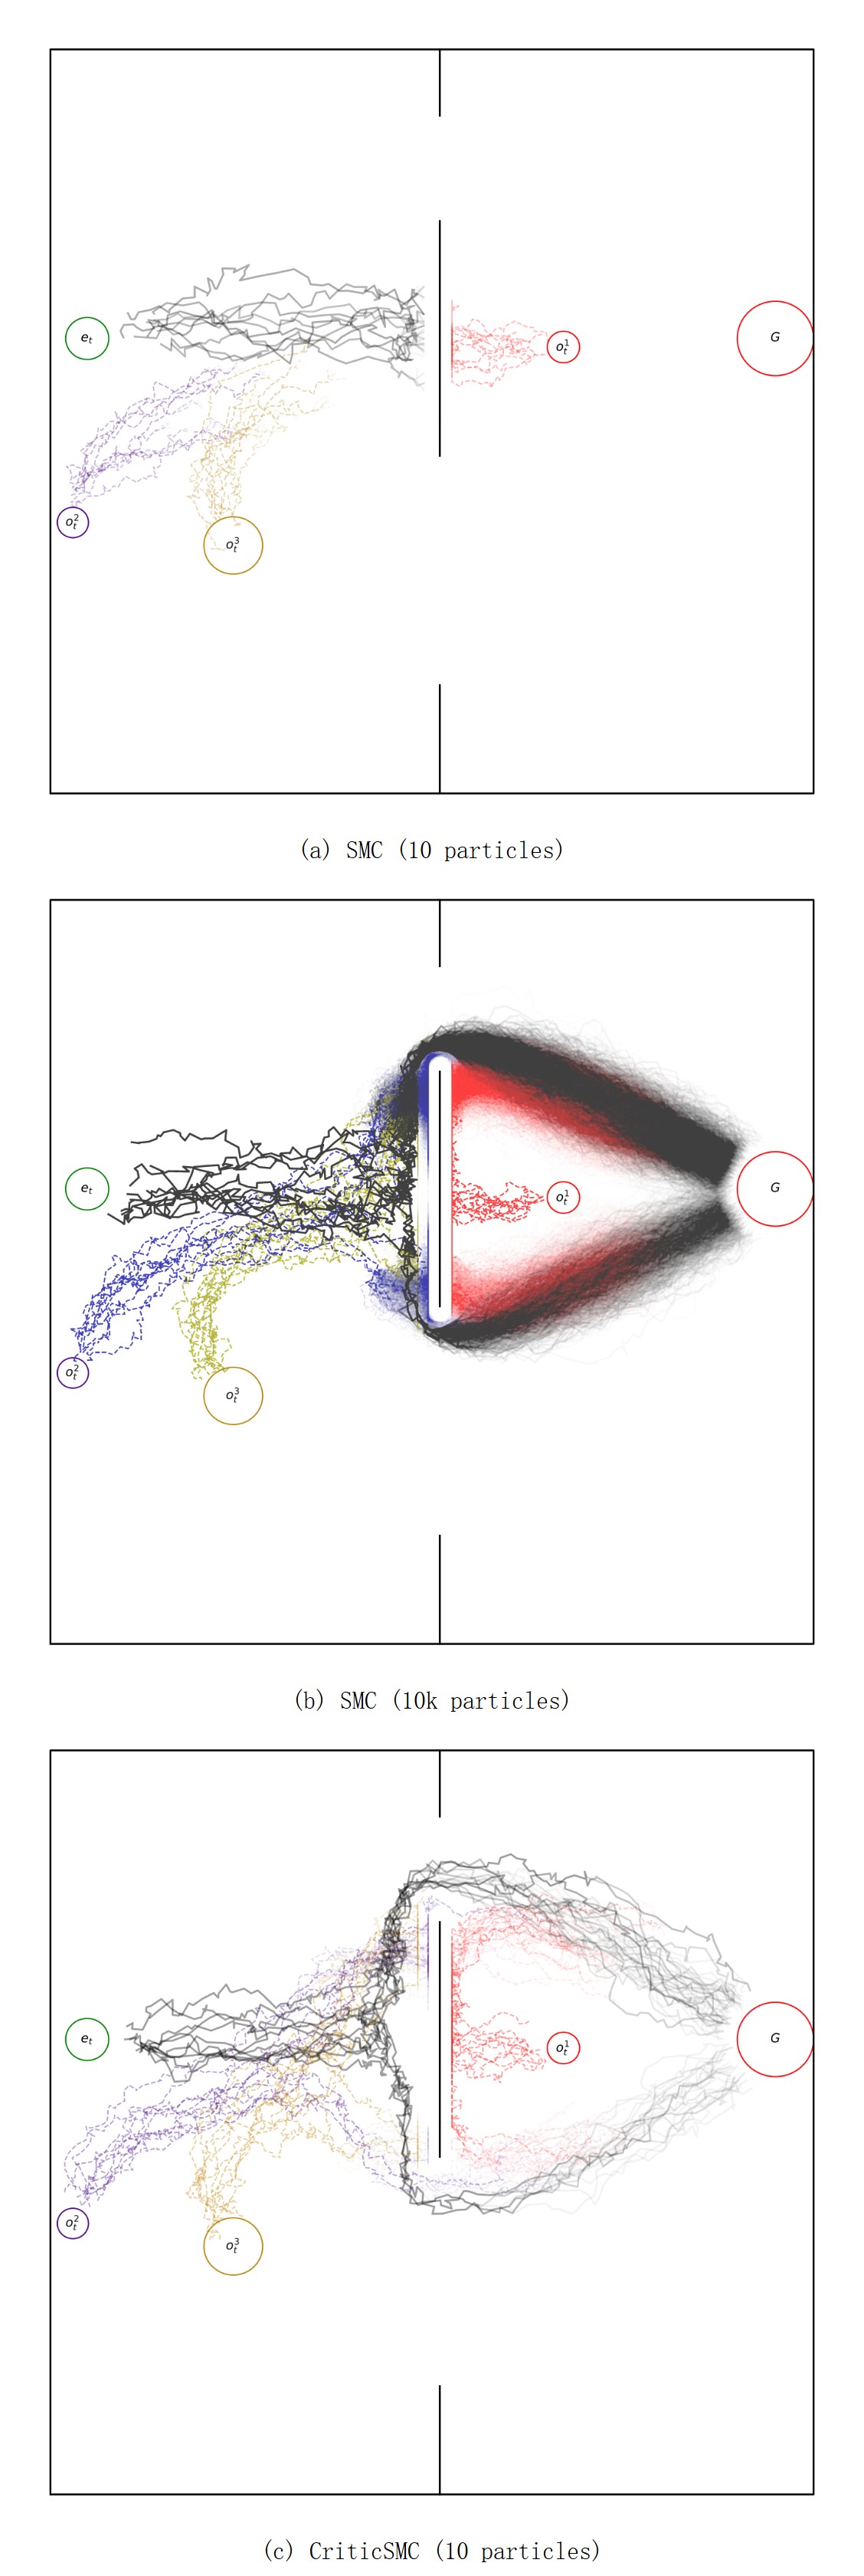 e_t
o_t^1
G
o_t^2
o_t^3
(a) SMC (10 particles)
e_t
o_t^1
G
o_t^2
o_t^3
(b) SMC (10k particles)
e_t
o_t^1
G
o_t^2
o_t^3
(c) CriticSMC (10 particles)